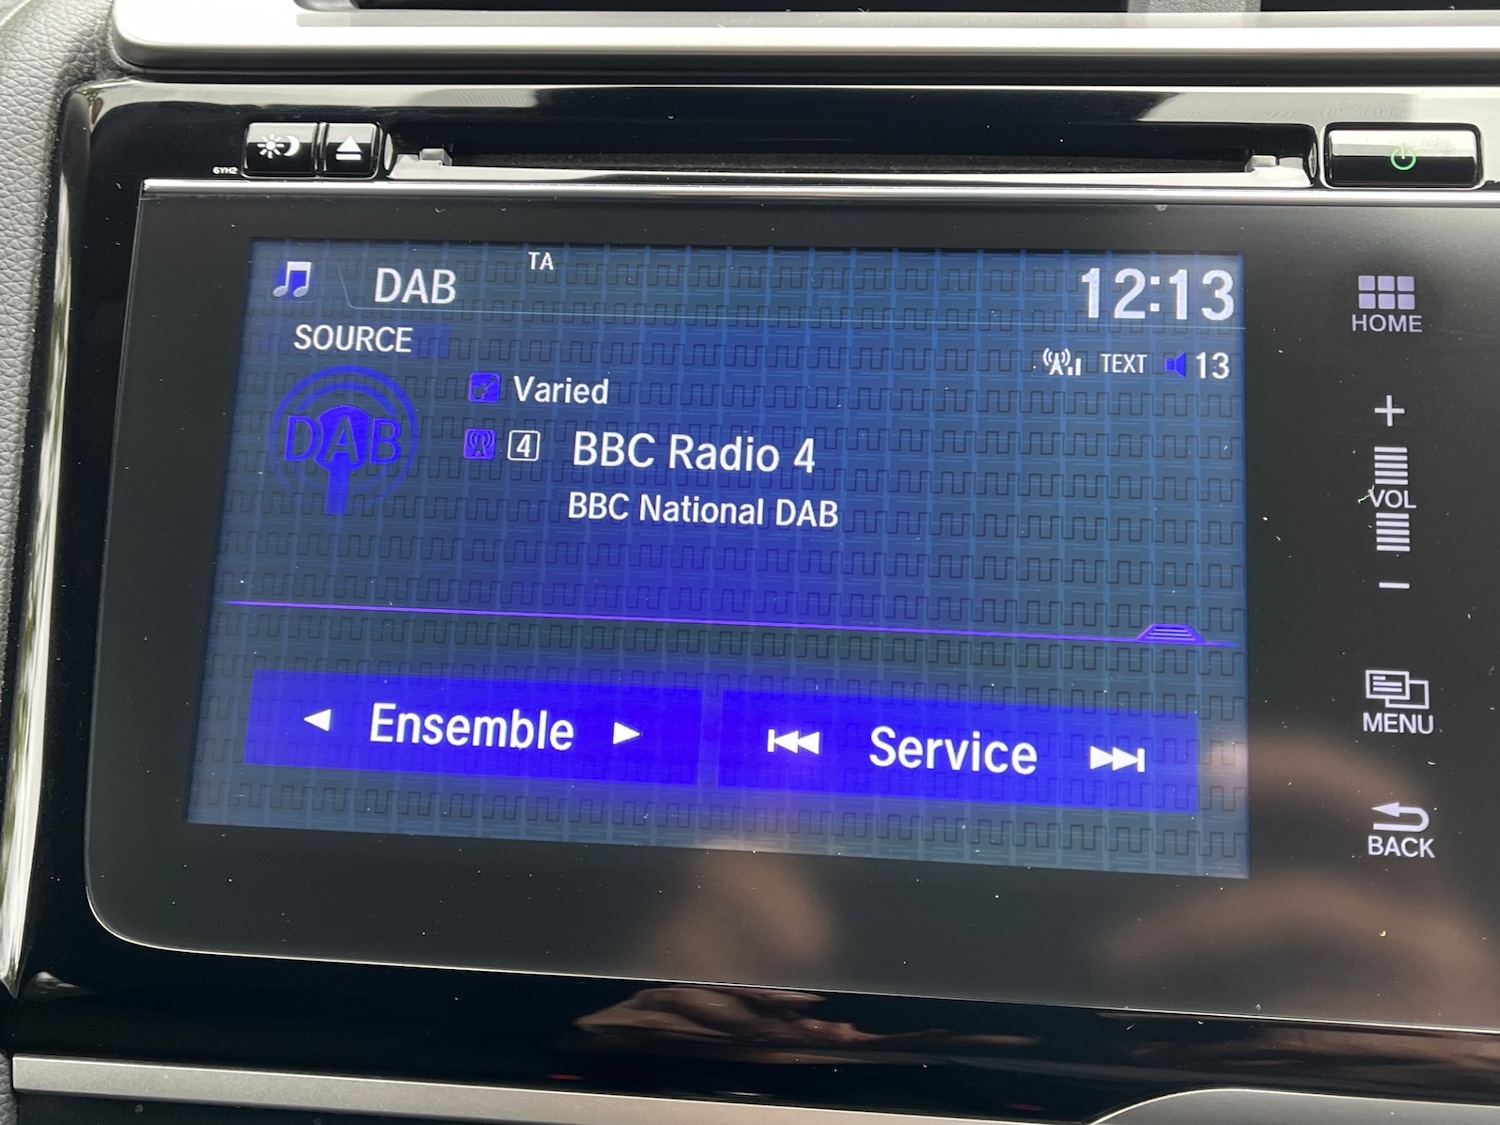 6YH2
TA
DAB
12:13
SOURCE
TEXT 13
Varied
DAB
4 BBC Radio 4
BBC National DAB
Ensemble
Service
HOME
+
VOL
−
MENU
BACK